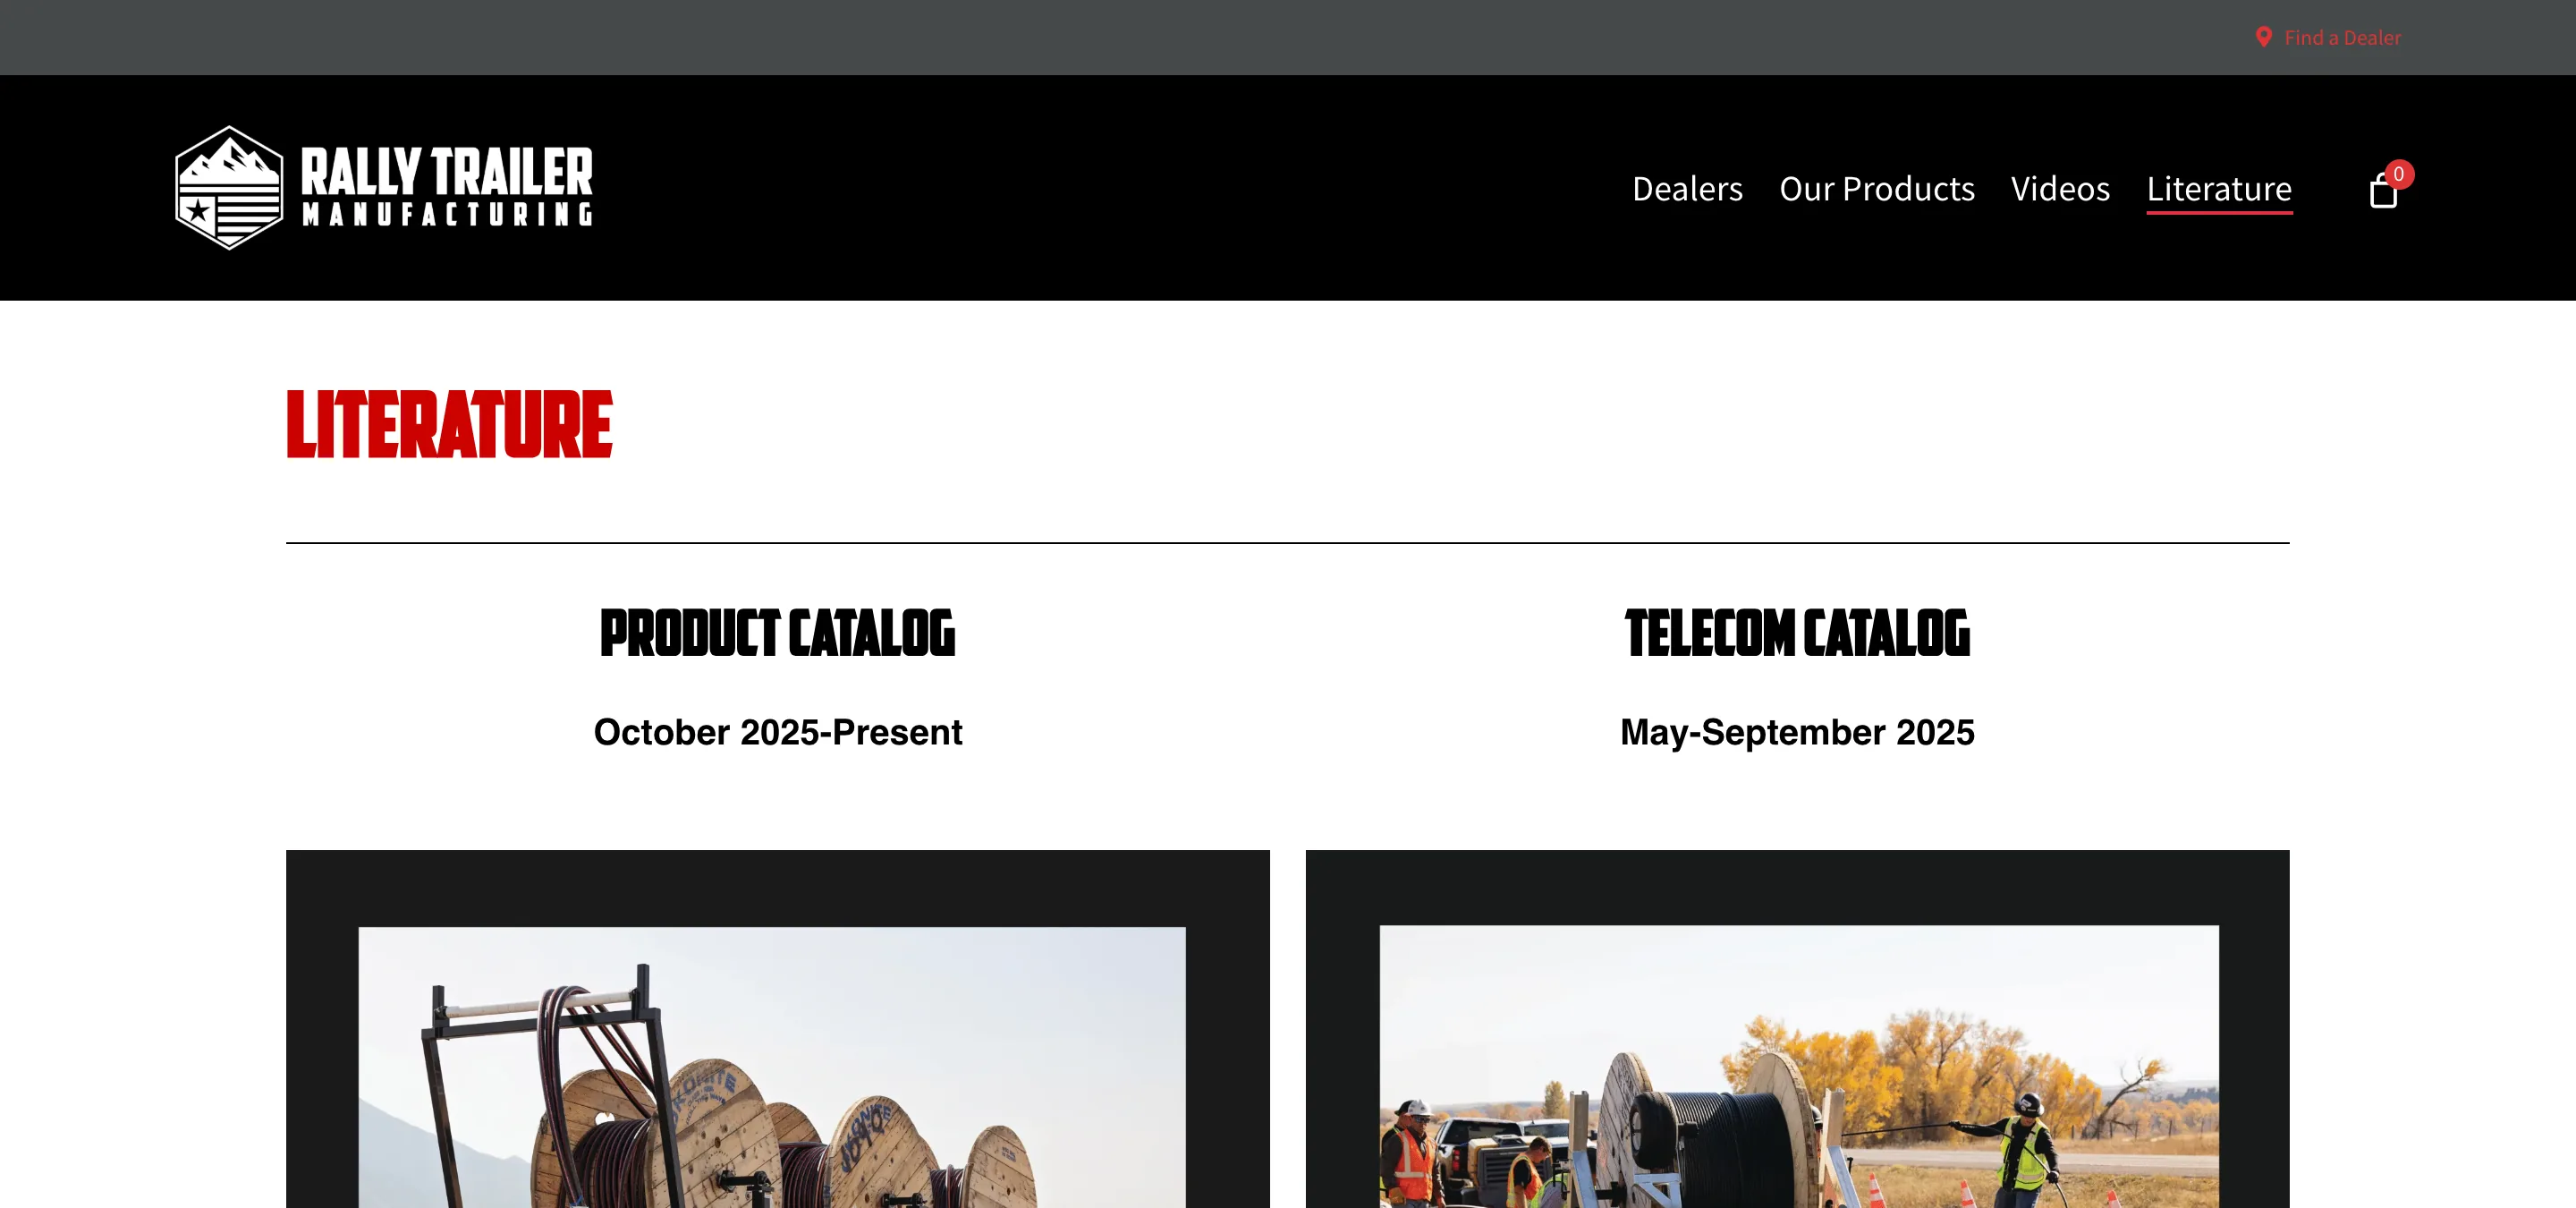 Find a Dealer
RALLY TRAILER
MANUFACTURING
Dealers Our Products Videos Literature 0
LITERATURE
PRODUCT CATALOG
October 2025-Present
TELECOM CATALOG
May-September 2025